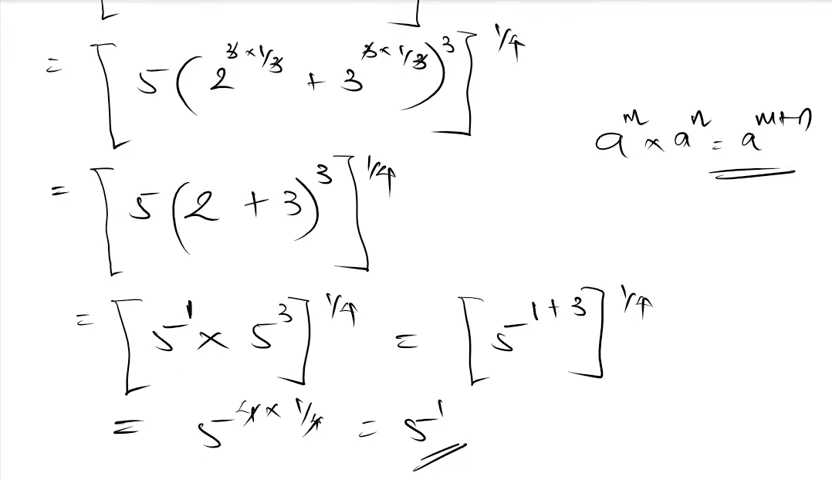 = [5(2^{3×1/3} + 3^{3×1/3})^3]^{1/4}
a^m × a^n = a^{m+n}
= [5(2 + 3)^3]^{1/4}
= [5^1 × 5^3]^{1/4} = [5^{1+3}]^{1/4}
= 5^{4×1/4} = 5^1